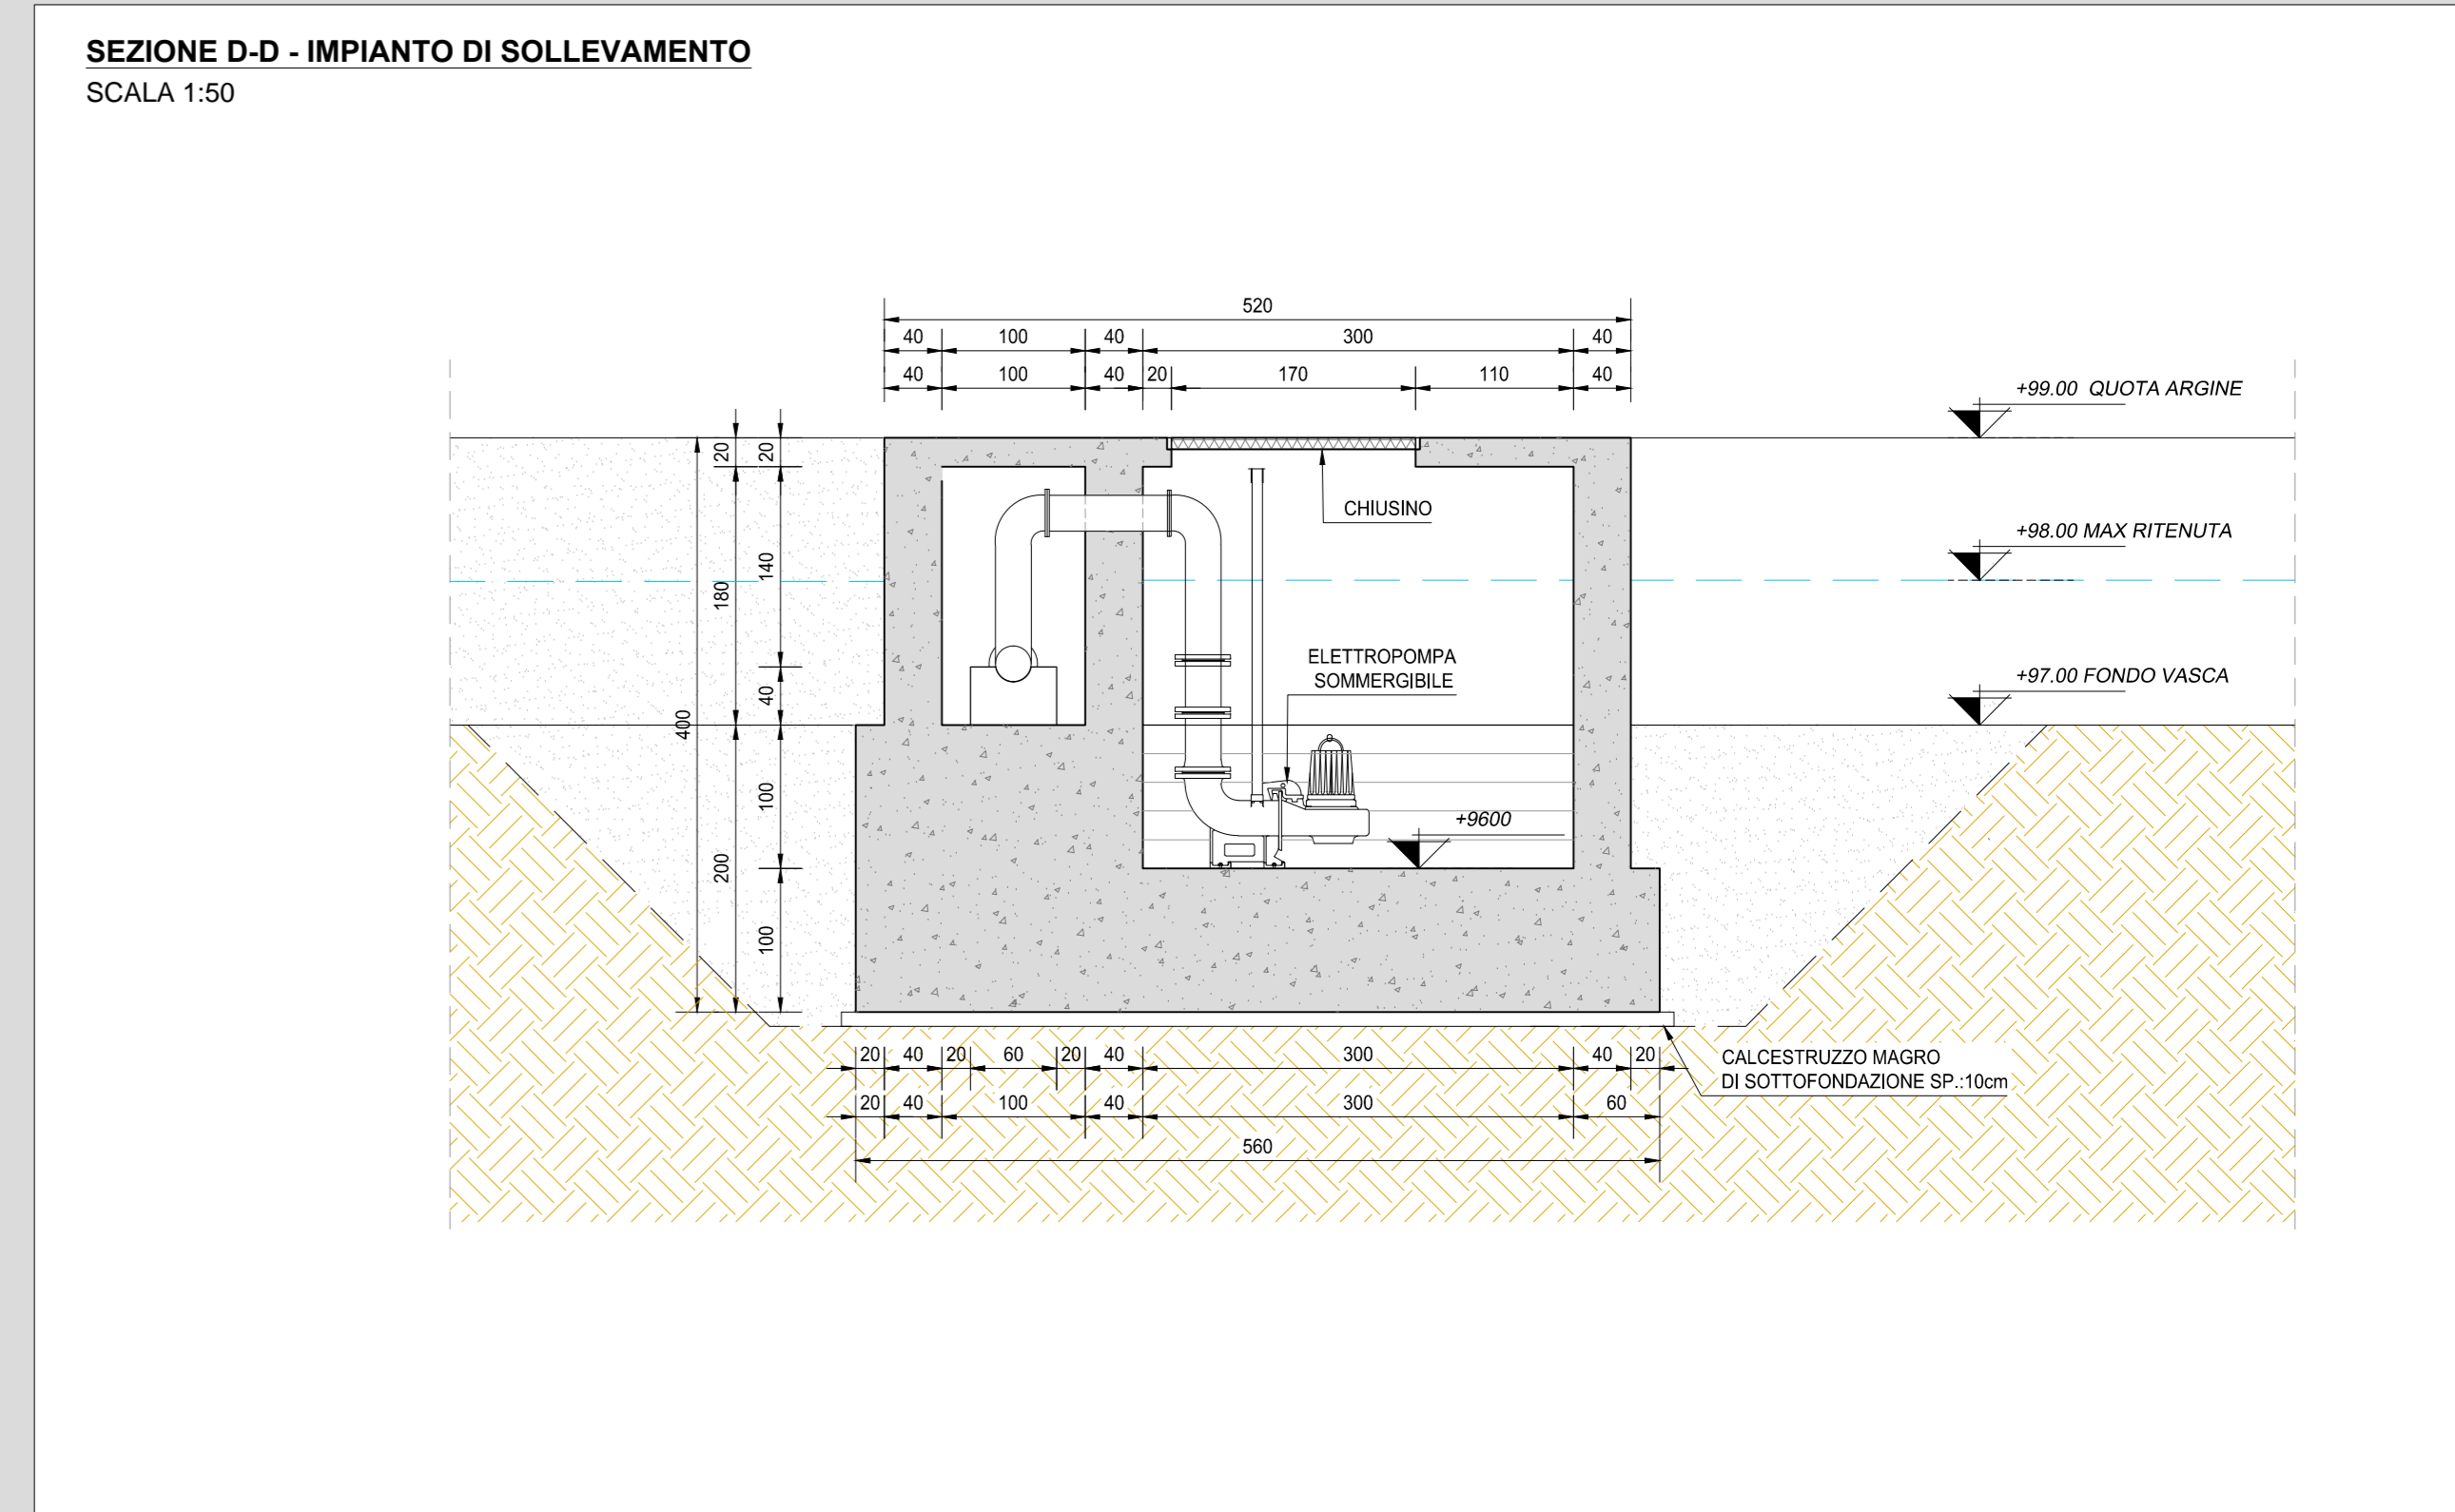 SEZIONE D-D - IMPIANTO DI SOLLEVAMENTO
SCALA 1:50
520
40 100 40 300 40
40 100 40 20 170 110 40
+99.00 QUOTA ARGINE
20 20
CHIUSINO
+98.00 MAX RITENUTA
180 140
ELETTROPOMPA
SOMMERGIBILE
+97.00 FONDO VASCA
400 40
200 100
+9600
100
20 40 20 60 20 40 300 40 20
CALCESTRUZZO MAGRO
DI SOTTOFONDAZIONE SP.:10cm
20 40 100 40 300 60
560